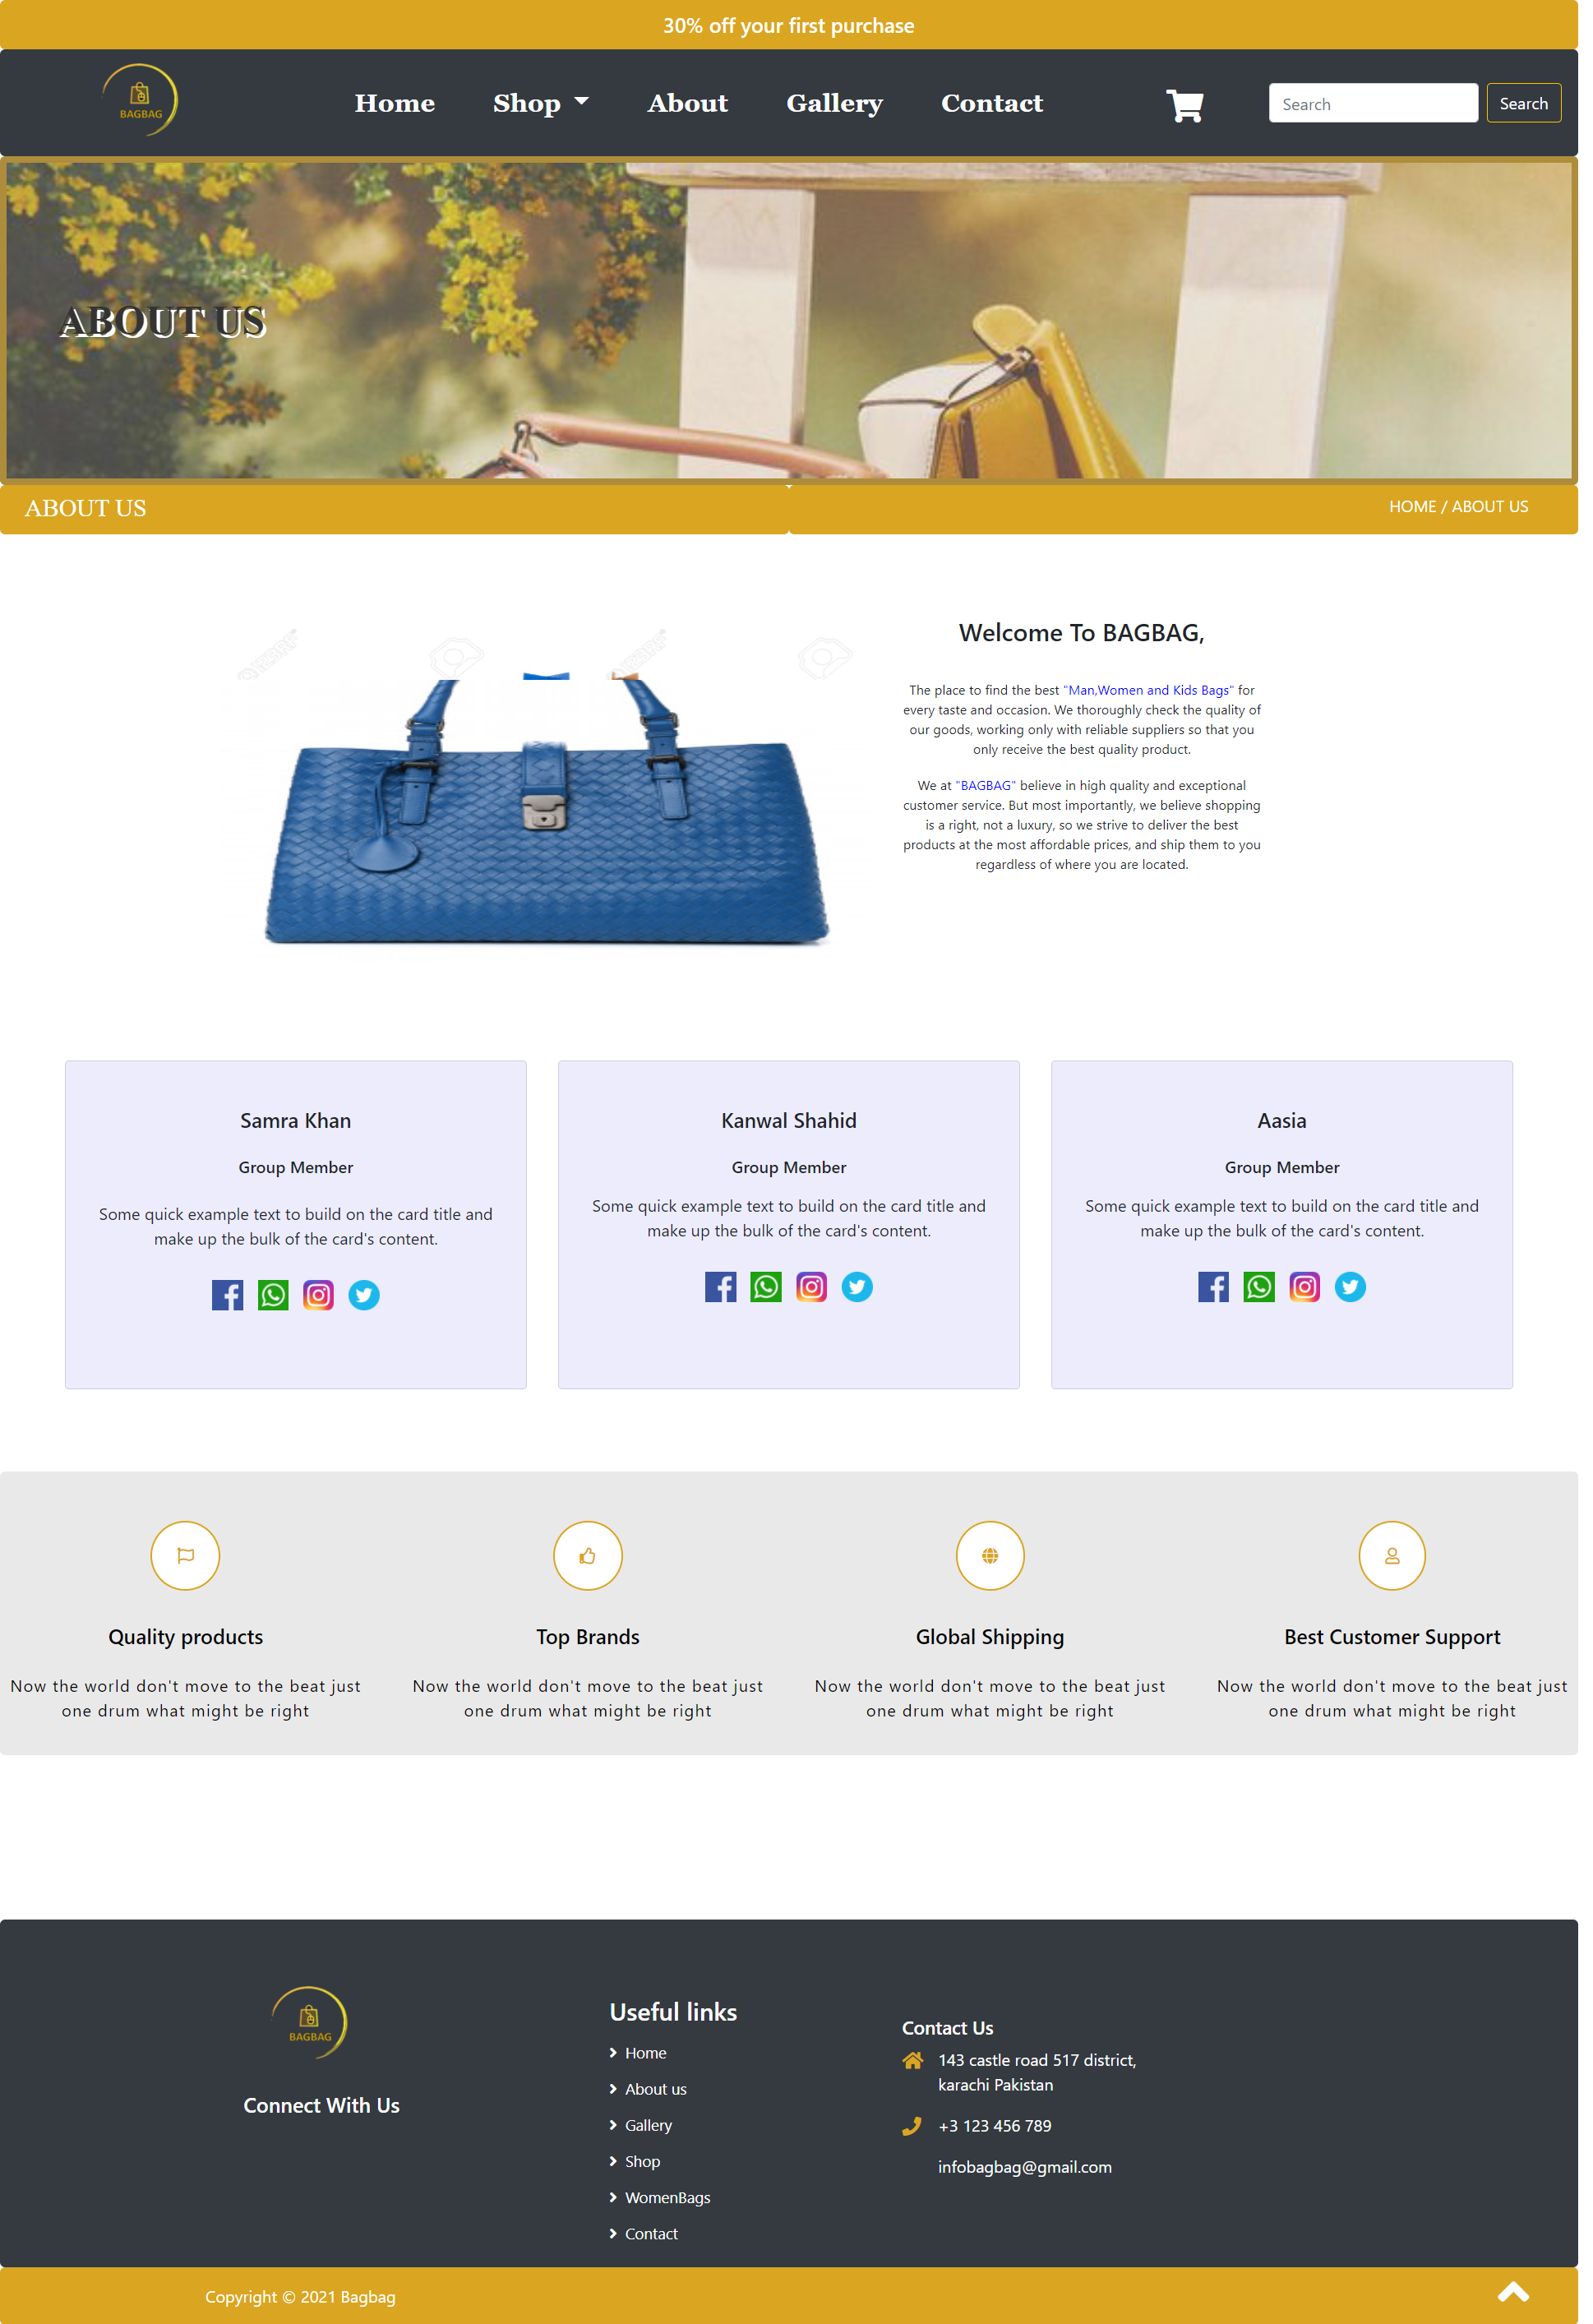 30% off your first purchase
BAGBAG
Home
Shop
About
Gallery
Contact
Search
Search
ABOUT US
ABOUT US
HOME / ABOUT US
Welcome To BAGBAG,
The place to find the best "Man,Women and Kids Bags" for
every taste and occasion. We thoroughly check the quality of
our goods, working only with reliable suppliers so that you
only receive the best quality product.
We at "BAGBAG" believe in high quality and exceptional
customer service. But most importantly, we believe shopping
is a right, not a luxury, so we strive to deliver the best
products at the most affordable prices, and ship them to you
regardless of where you are located.
Samra Khan
Group Member
Some quick example text to build on the card title and
make up the bulk of the card's content.
Kanwal Shahid
Group Member
Some quick example text to build on the card title and
make up the bulk of the card's content.
Aasia
Group Member
Some quick example text to build on the card title and
make up the bulk of the card's content.
Quality products
Now the world don't move to the beat just
one drum what might be right
Top Brands
Now the world don't move to the beat just
one drum what might be right
Global Shipping
Now the world don't move to the beat just
one drum what might be right
Best Customer Support
Now the world don't move to the beat just
one drum what might be right
BAGBAG
Connect With Us
Useful links
Home
About us
Gallery
Shop
WomenBags
Contact
Contact Us
143 castle road 517 district,
karachi Pakistan
+3 123 456 789
infobagbag@gmail.com
Copyright © 2021 Bagbag